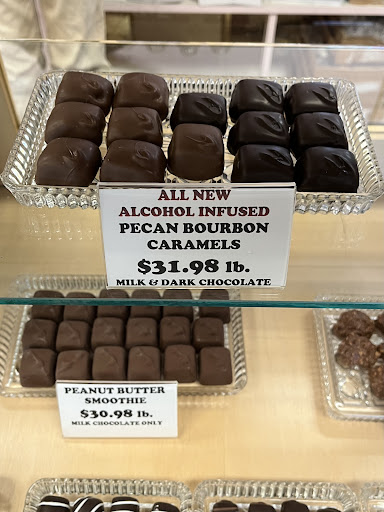 ALL NEW
ALCOHOL INFUSED
PECAN BOURBON
CARAMELS
$31.98 lb.
MILK & DARK CHOCOLATE
PEANUT BUTTER
SMOOTHIE
$30.98 lb.
MILK CHOCOLATE ONLY